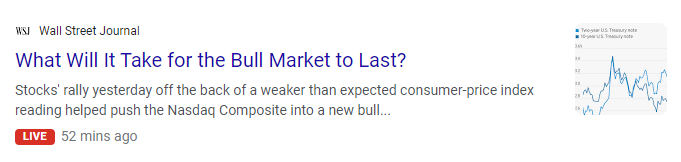 WSJ Wall Street Journal
What Will It Take for the Bull Market to Last?
Stocks' rally yesterday off the back of a weaker than expected consumer-price index
reading helped push the Nasdaq Composite into a new bull...
LIVE 52 mins ago
Two-year U.S. Treasury note
10-year U.S. Treasury note